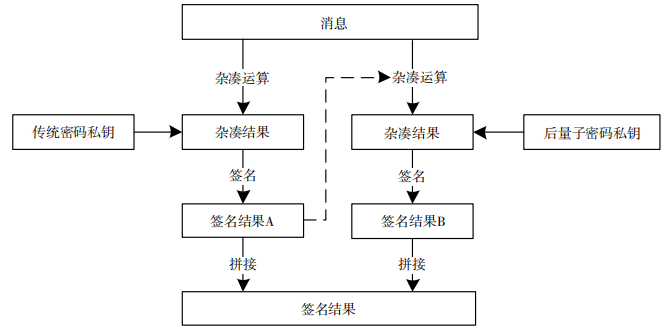 消息
杂凑运算
杂凑运算
传统密码私钥
杂凑结果
杂凑结果
后量子密码私钥
签名
签名
签名结果A
签名结果B
拼接
拼接
签名结果